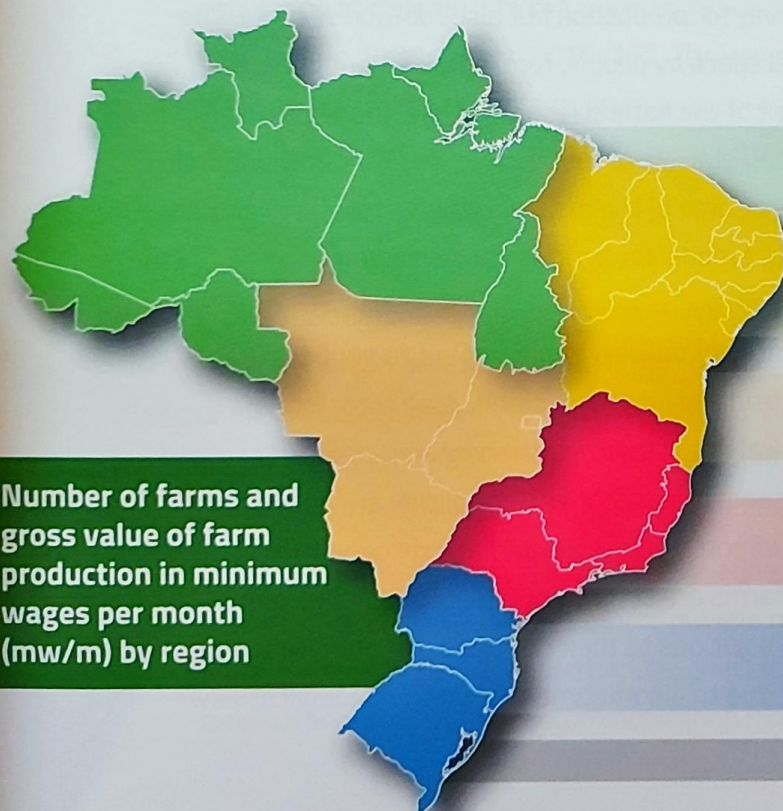 Number of farms and
gross value of farm
production in minimum
wages per month
(mw/m) by region